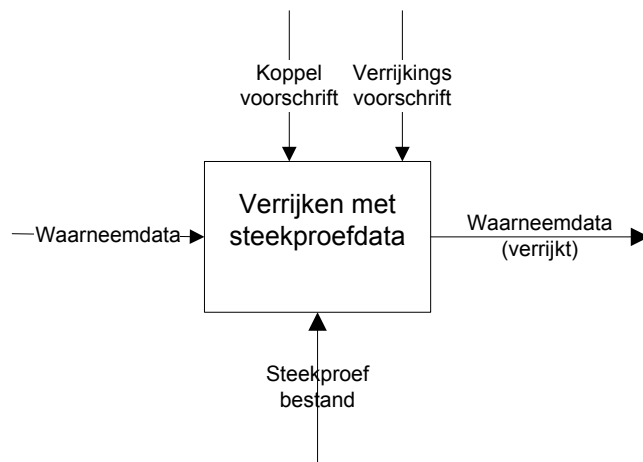 Koppel
voorschrift
Verrijkings
voorschrift
Verrijken met
steekproefdata
Waarneemdata
Waarneemdata
(verrijkt)
Steekproef
bestand